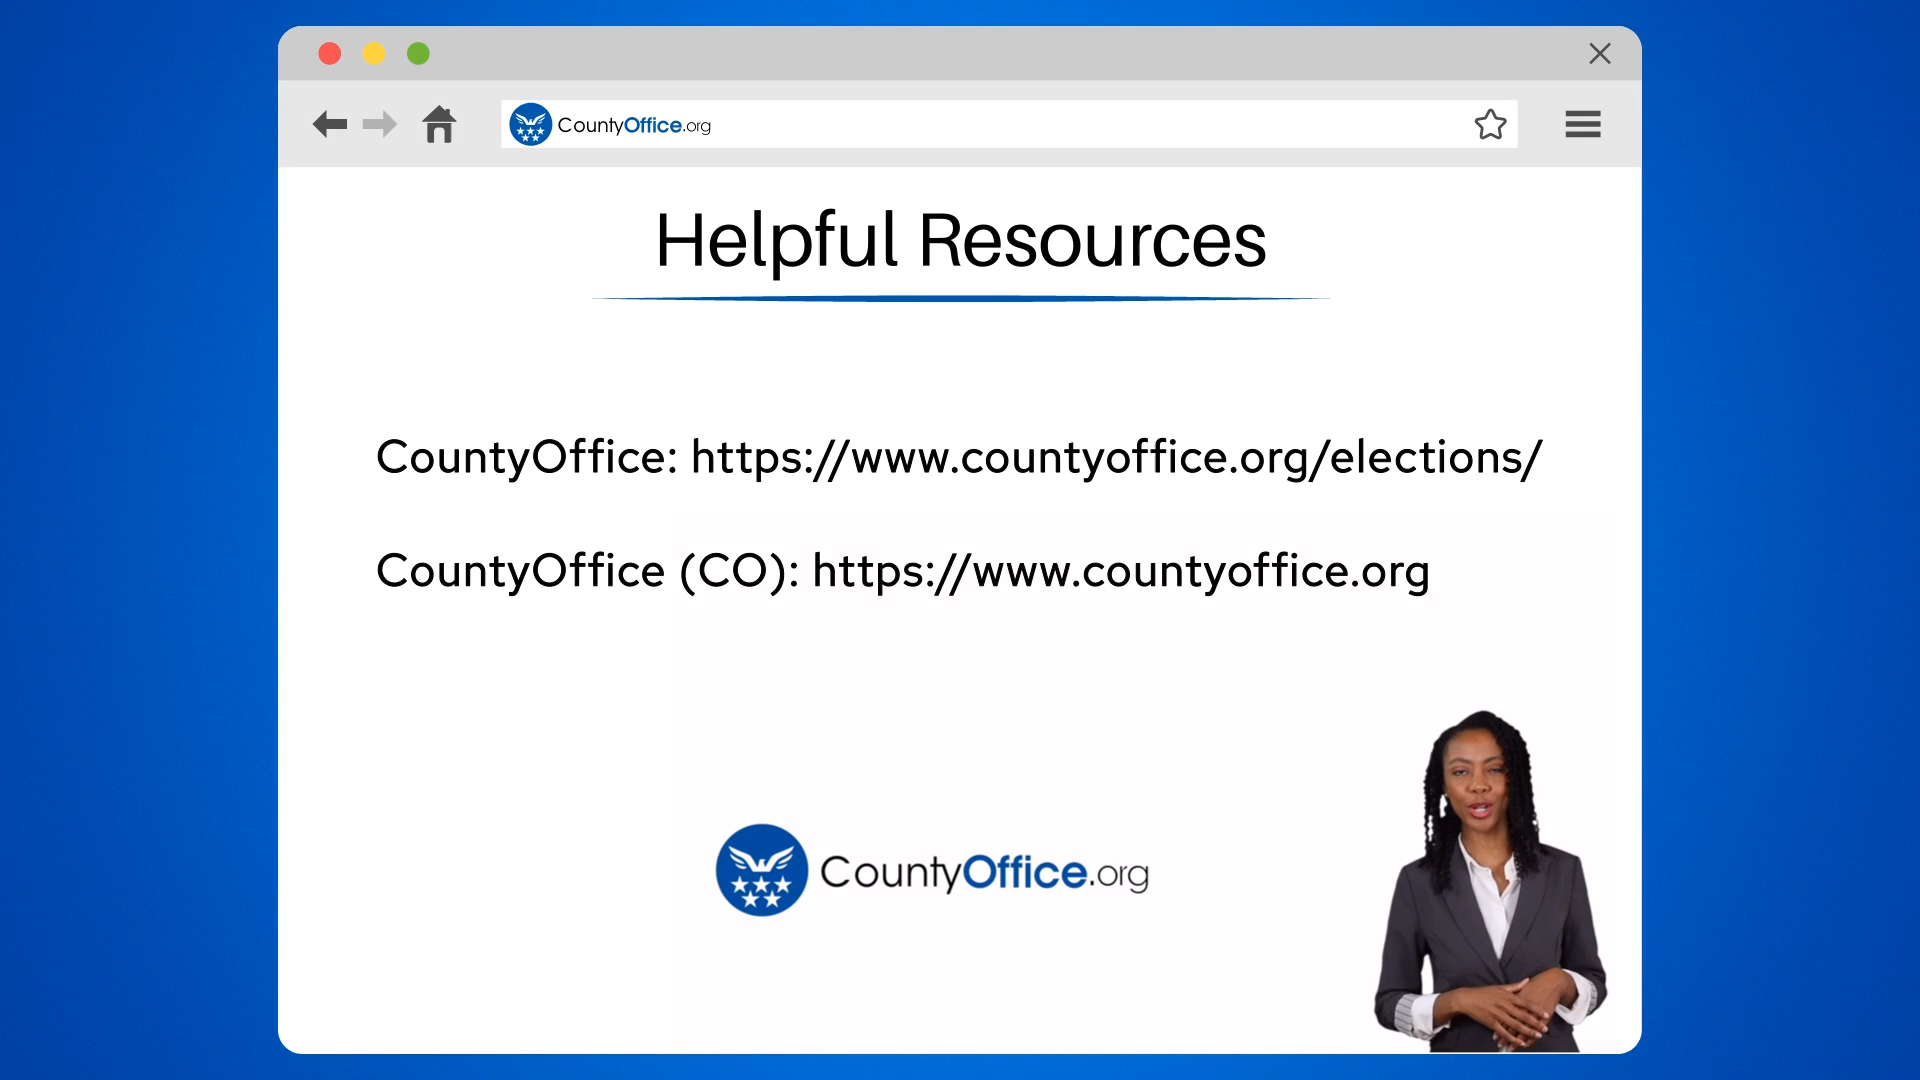 CountyOffice.org
Helpful Resources
CountyOffice: https://www.countyoffice.org/elections/
CountyOffice (CO): https://www.countyoffice.org
CountyOffice.org